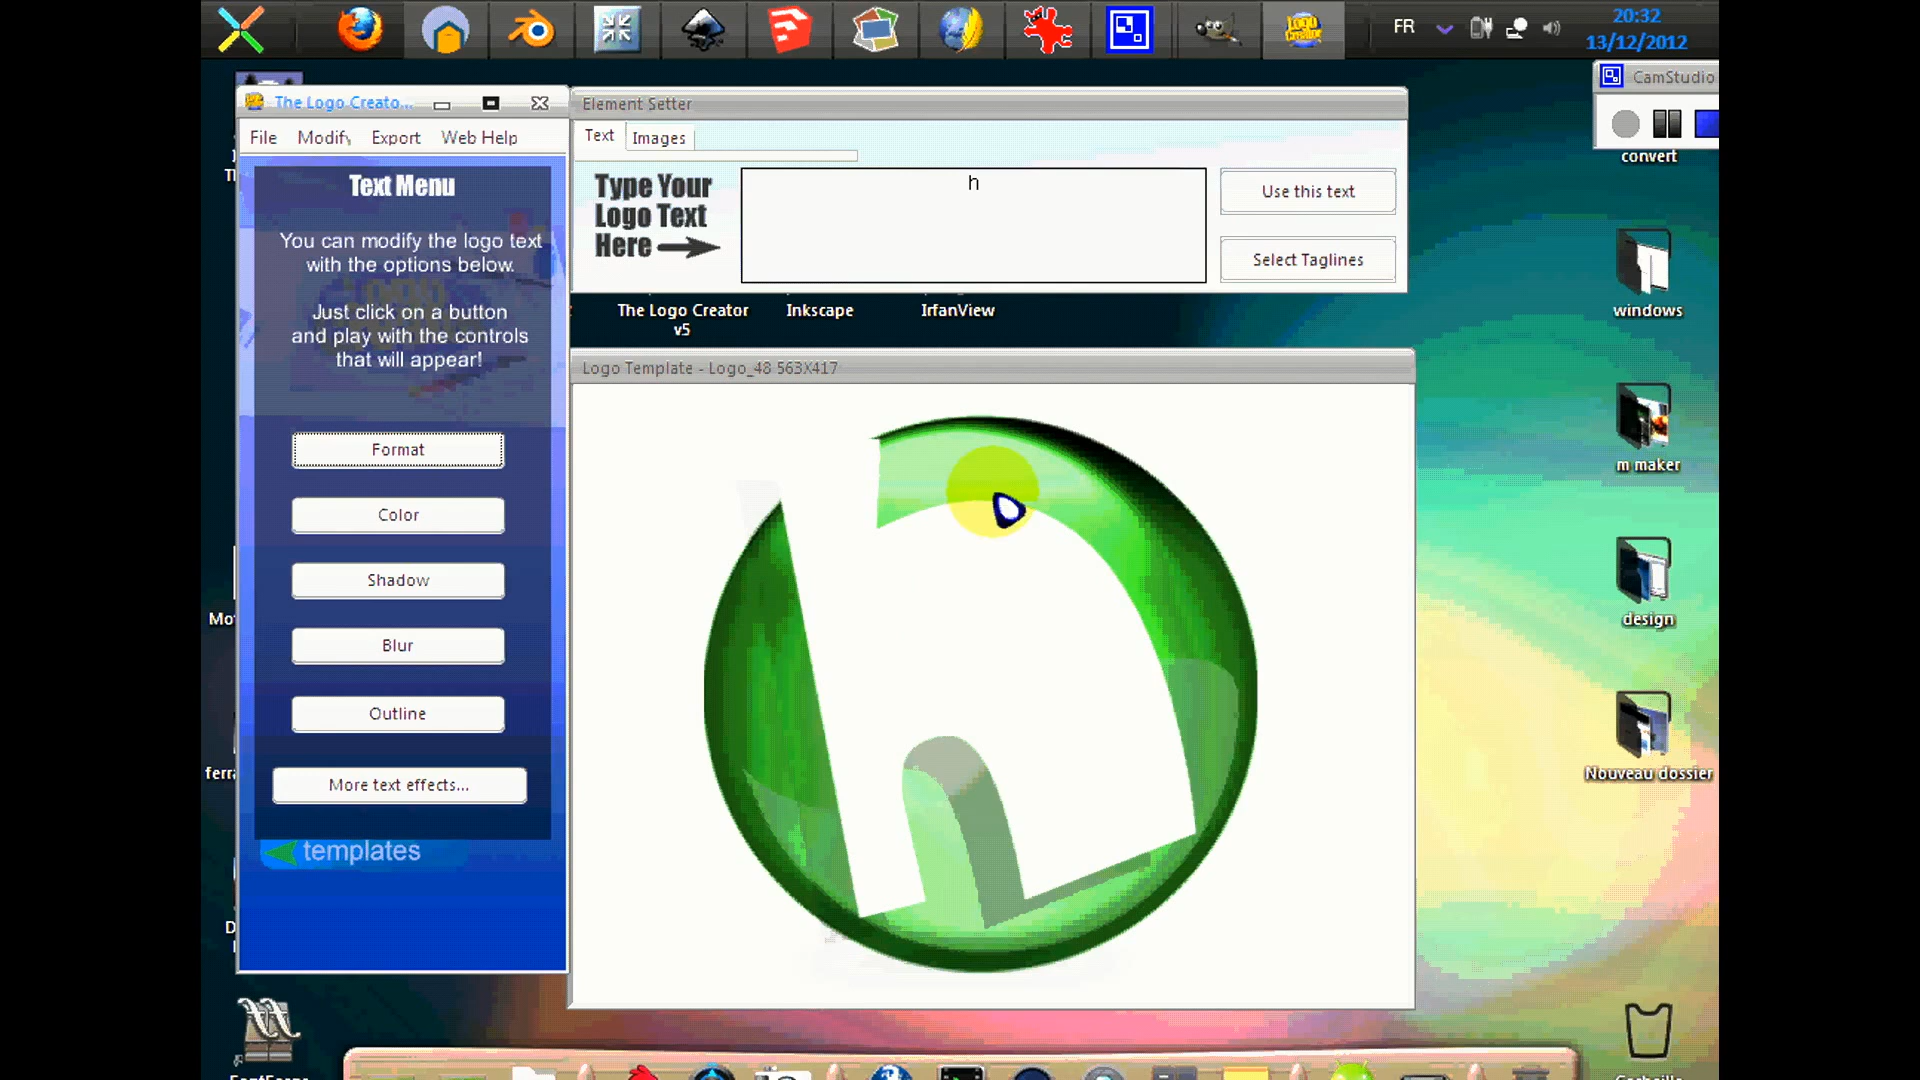 FR
20:32
13/12/2012
CamStudio
The Logo Creato...
File Modify Export Web Help
Text Menu
You can modify the logo text
with the options below.
Just click on a button
and play with the controls
that will appear!
Format
Color
Shadow
Blur
Outline
More text effects...
templates
Element Setter
Text Images
Type Your
Logo Text
Here
h
Use this text
Select Taglines
The Logo Creator
v5
Inkscape
IrfanView
Logo Template - Logo_48 563X417
h
convert
windows
m maker
design
Nouveau dossier
Logo
Creator